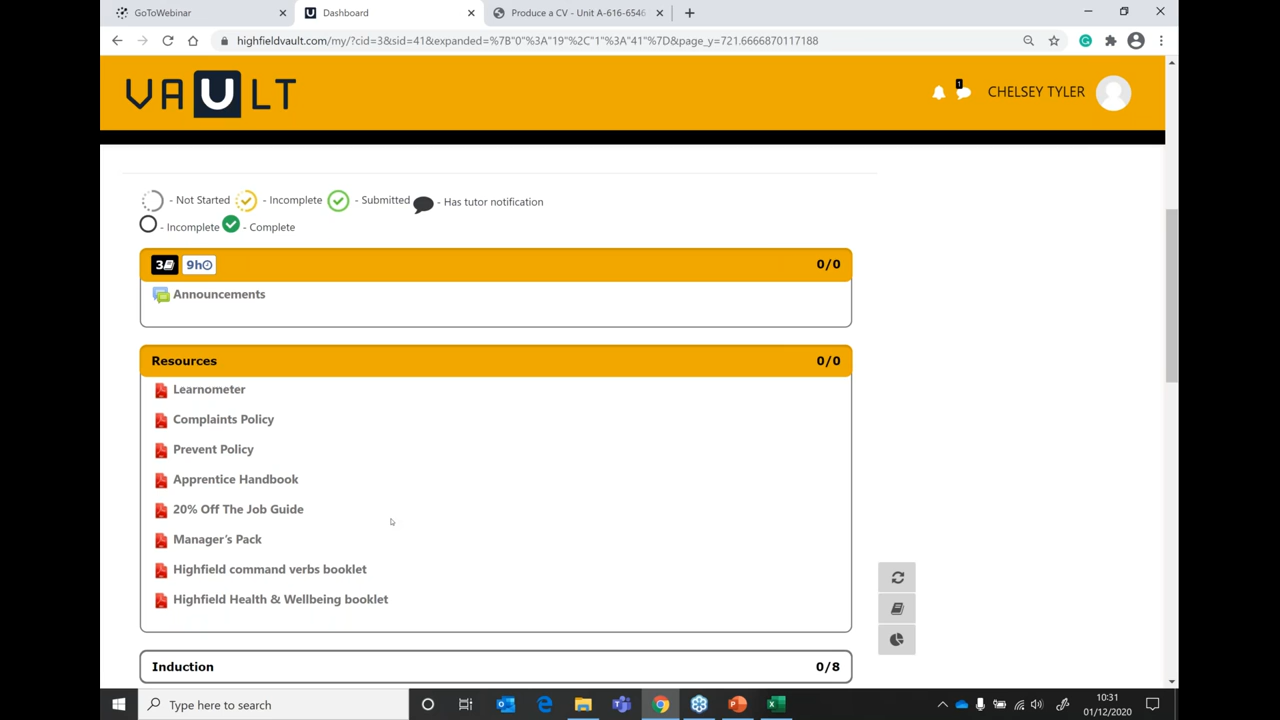 GoToWebinar
Dashboard
Produce a CV - Unit A-616-6546
highfieldvault.com/my/?cid=3&sid=41&expanded=%7B"0"%3A"19"%2C"1"%3A"41"%7D&page_y=721.6666870117188
VAULT
1
CHELSEY TYLER
- Not Started
- Incomplete
- Submitted
- Has tutor notification
- Incomplete
- Complete
3
9h
0/0
Announcements
Resources
0/0
Learnometer
Complaints Policy
Prevent Policy
Apprentice Handbook
20% Off The Job Guide
Manager's Pack
Highfield command verbs booklet
Highfield Health & Wellbeing booklet
Induction
0/8
Type here to search
10:31
01/12/2020